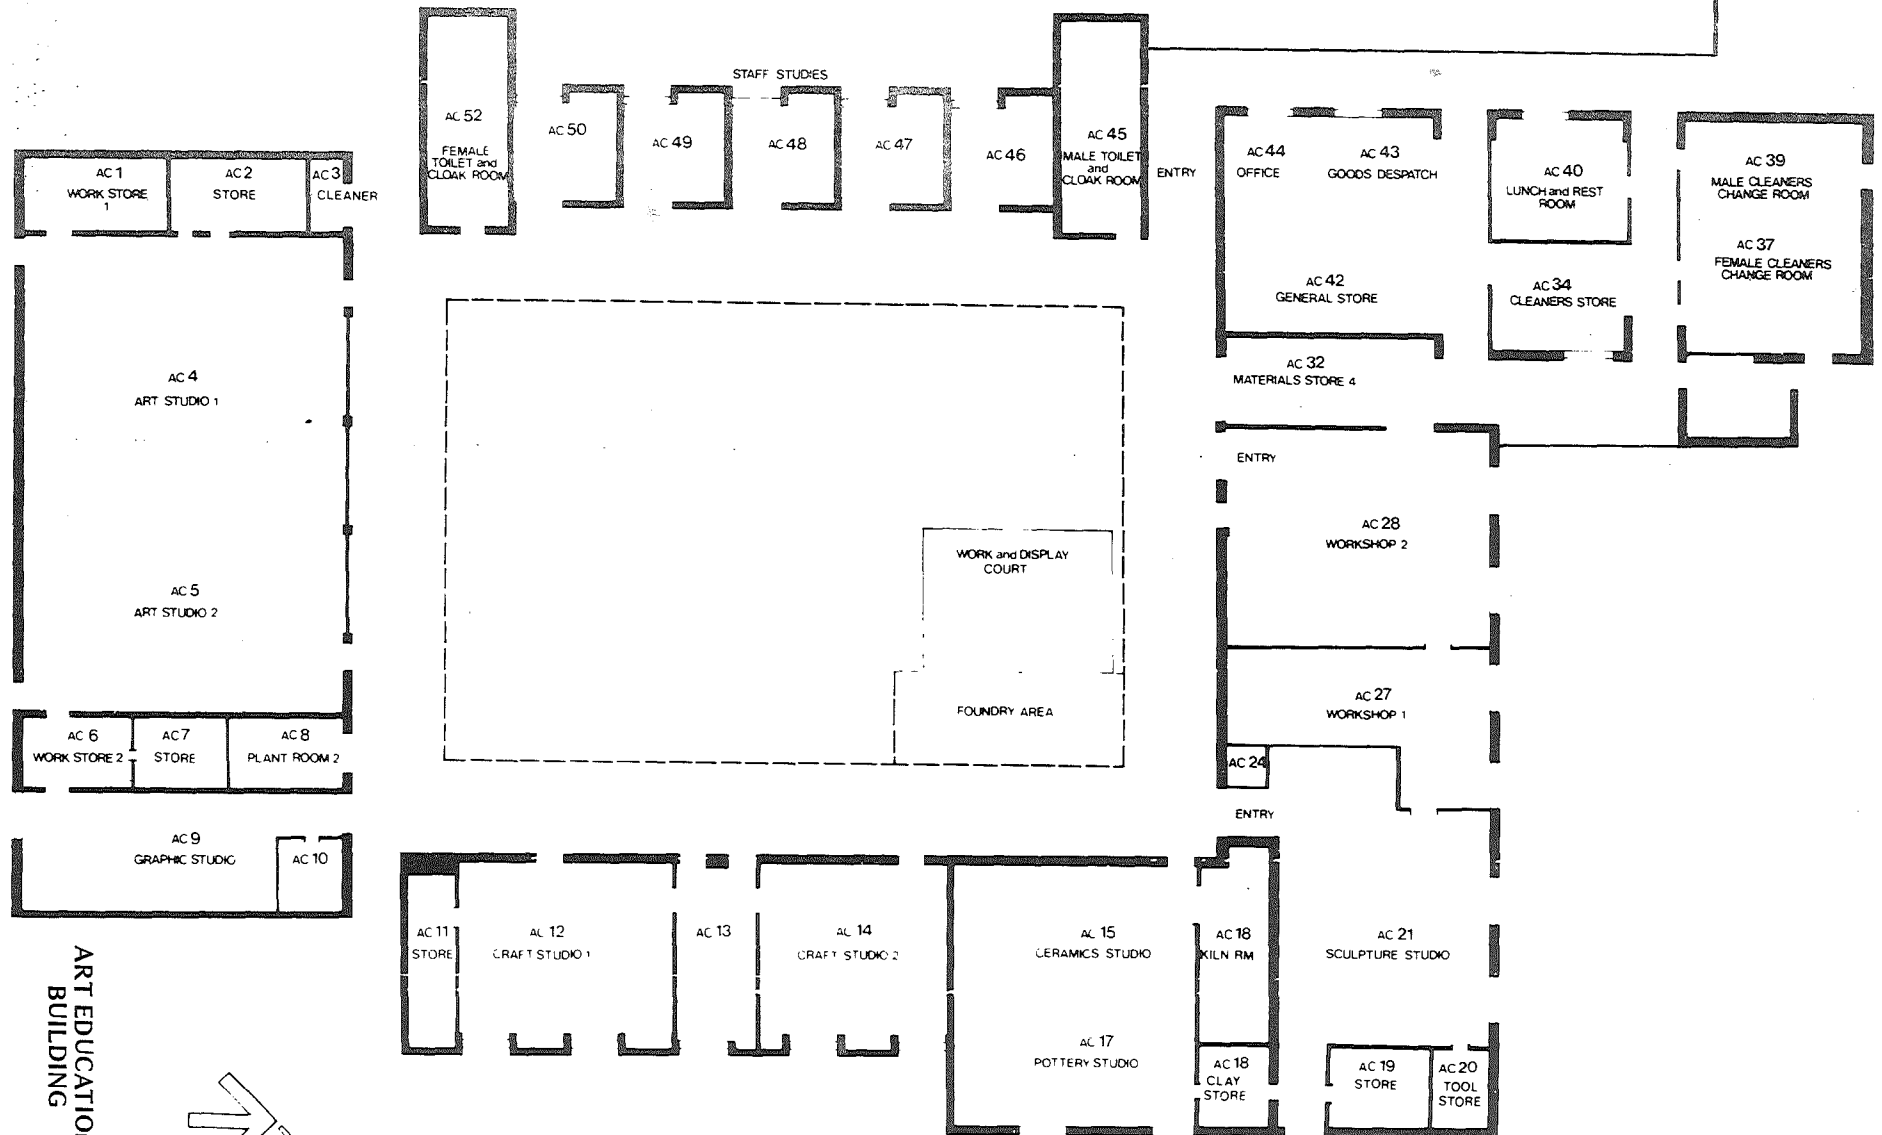 STAFF STUDIES
AC 52
FEMALE
TOILET and
CLOAK ROOM
AC 50
AC 49
AC 48
AC 47
AC 46
AC 45
MALE TOILET
and
CLOAK ROOM
ENTRY
AC 44
OFFICE
AC 43
GOODS DESPATCH
AC 40
LUNCH and REST
ROOM
AC 39
MALE CLEANERS
CHANGE ROOM
AC 37
FEMALE CLEANERS
CHANGE ROOM
AC 42
GENERAL STORE
AC 34
CLEANERS STORE
AC 32
MATERIALS STORE 4
AC 1
WORK STORE
1
AC 2
STORE
AC 3
CLEANER
AC 4
ART STUDIO 1
AC 5
ART STUDIO 2
ENTRY
AC 28
WORKSHOP 2
WORK and DISPLAY
COURT
FOUNDRY AREA
AC 27
WORKSHOP 1
AC 24
ENTRY
AC 6
WORK STORE 2
AC 7
STORE
AC 8
PLANT ROOM 2
AC 9
GRAPHIC STUDIO
AC 10
AC 11
STORE
AC 12
CRAFT STUDIO 1
AC 13
AC 14
CRAFT STUDIO 2
AC 15
CERAMICS STUDIO
AC 18
KILN RM
AC 21
SCULPTURE STUDIO
AC 17
POTTERY STUDIO
AC 18
CLAY
STORE
AC 19
STORE
AC 20
TOOL
STORE
ART EDUCATION
BUILDING